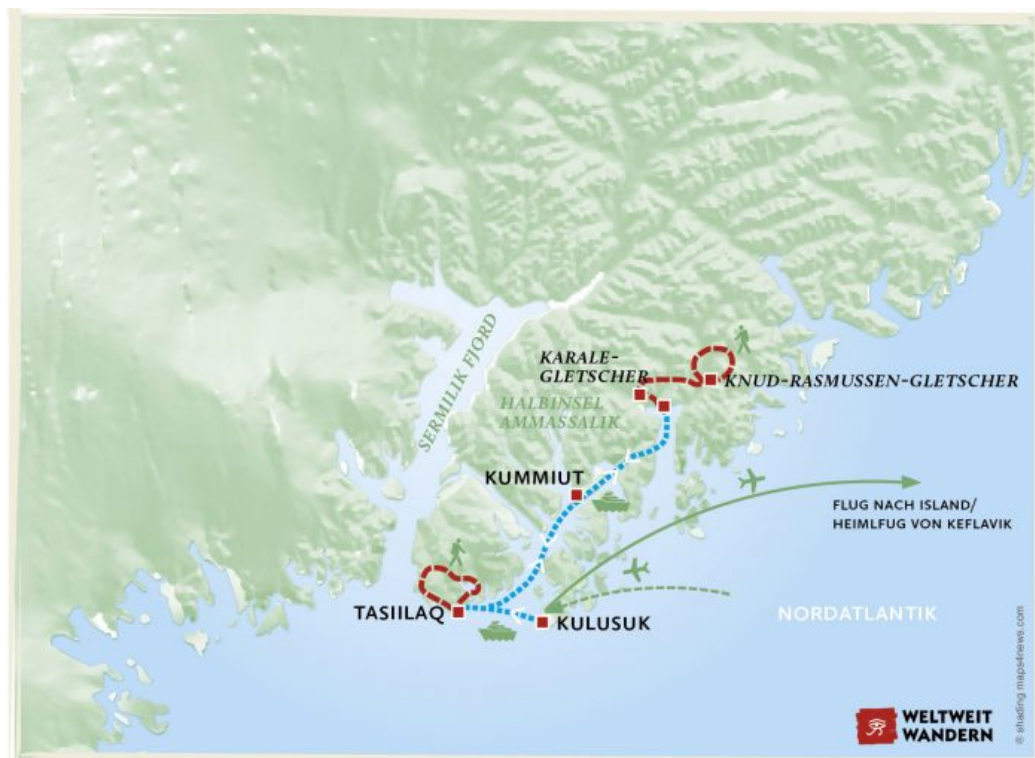 SERMILIK FJORD
KARALE-
GLETSCHER
KNUD-RASMUSSEN-GLETSCHER
HALBINSEL
AMMASSALIK
KUMMIUT
FLUG NACH ISLAND/
HEIMLFUG VON KEFLAVIK
TASIILAQ
KULUSUK
NORDATLANTIK
WELTWEIT
WANDERN
© shading maps4news.com